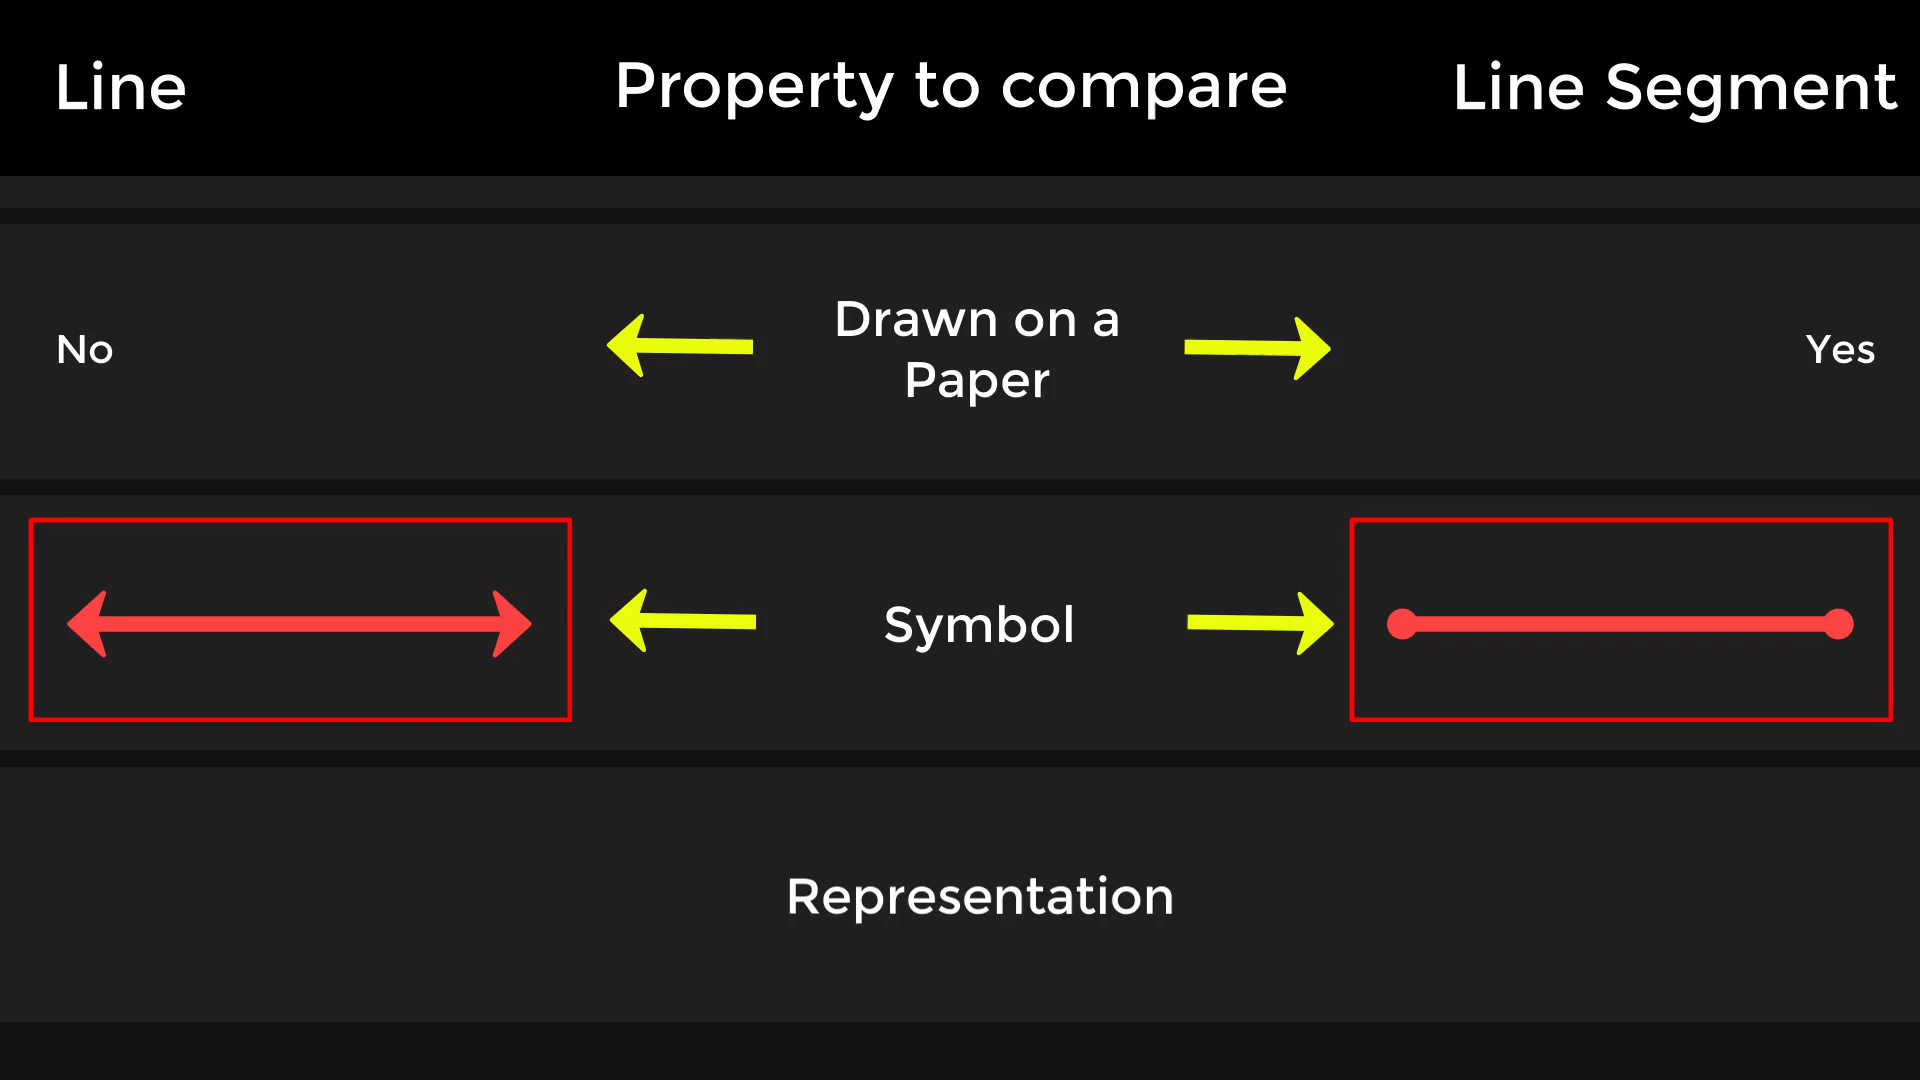 Line
Property to compare
Line Segment
No
Drawn on a
Paper
Yes
Symbol
Representation